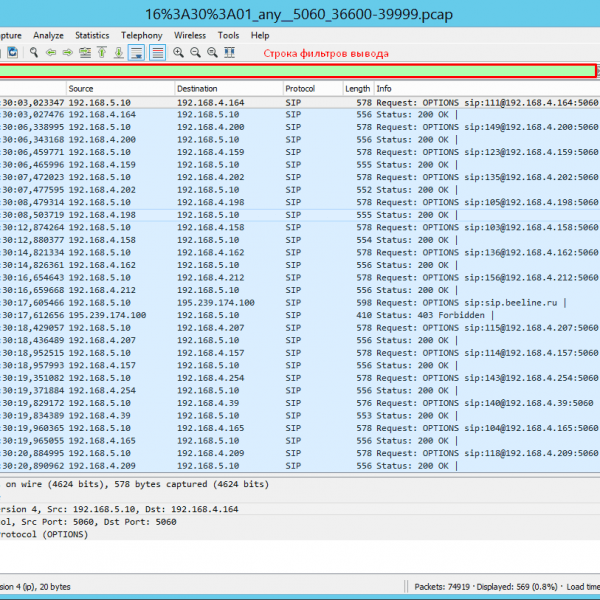 16%3A30%3A01_any__5060_36600-39999.pcap
pture Analyze Statistics Telephony Wireless Tools Help
Строка фильтров вывода
Source Destination Protocol Length Info
:30:03,023347 192.168.5.10 192.168.4.164 SIP 578 Request: OPTIONS sip:111@192.168.4.164:5060
:30:03,027476 192.168.4.164 192.168.5.10 SIP 556 Status: 200 OK |
:30:06,338995 192.168.5.10 192.168.4.200 SIP 578 Request: OPTIONS sip:149@192.168.4.200:5060
:30:06,343168 192.168.4.200 192.168.5.10 SIP 556 Status: 200 OK |
:30:06,459771 192.168.5.10 192.168.4.159 SIP 578 Request: OPTIONS sip:123@192.168.4.159:5060
:30:06,465996 192.168.4.159 192.168.5.10 SIP 555 Status: 200 OK |
:30:07,472023 192.168.5.10 192.168.4.202 SIP 578 Request: OPTIONS sip:135@192.168.4.202:5060
:30:07,477595 192.168.4.202 192.168.5.10 SIP 552 Status: 200 OK |
:30:08,479314 192.168.5.10 192.168.4.198 SIP 578 Request: OPTIONS sip:105@192.168.4.198:5060
:30:08,503719 192.168.4.198 192.168.5.10 SIP 555 Status: 200 OK |
:30:12,874264 192.168.5.10 192.168.4.158 SIP 578 Request: OPTIONS sip:103@192.168.4.158:5060
:30:12,880377 192.168.4.158 192.168.5.10 SIP 554 Status: 200 OK |
:30:14,821334 192.168.5.10 192.168.4.162 SIP 578 Request: OPTIONS sip:136@192.168.4.162:5060
:30:14,826361 192.168.4.162 192.168.5.10 SIP 556 Status: 200 OK |
:30:16,654643 192.168.5.10 192.168.4.212 SIP 578 Request: OPTIONS sip:156@192.168.4.212:5060
:30:16,659668 192.168.4.212 192.168.5.10 SIP 556 Status: 200 OK |
:30:17,605466 192.168.5.10 195.239.174.100 SIP 598 Request: OPTIONS sip:sip.beeline.ru |
:30:17,612656 195.239.174.100 192.168.5.10 SIP 410 Status: 403 Forbidden |
:30:18,429057 192.168.5.10 192.168.4.207 SIP 578 Request: OPTIONS sip:115@192.168.4.207:5060
:30:18,436489 192.168.4.207 192.168.5.10 SIP 556 Status: 200 OK |
:30:18,952515 192.168.5.10 192.168.4.157 SIP 578 Request: OPTIONS sip:114@192.168.4.157:5060
:30:18,957993 192.168.4.157 192.168.5.10 SIP 556 Status: 200 OK |
:30:19,351082 192.168.5.10 192.168.4.254 SIP 578 Request: OPTIONS sip:143@192.168.4.254:5060
:30:19,371884 192.168.4.254 192.168.5.10 SIP 556 Status: 200 OK |
:30:19,829172 192.168.5.10 192.168.4.39 SIP 576 Request: OPTIONS sip:140@192.168.4.39:5060
:30:19,834389 192.168.4.39 192.168.5.10 SIP 553 Status: 200 OK |
:30:19,960365 192.168.5.10 192.168.4.165 SIP 578 Request: OPTIONS sip:104@192.168.4.165:5060
:30:19,965055 192.168.4.165 192.168.5.10 SIP 556 Status: 200 OK |
:30:20,884995 192.168.5.10 192.168.4.209 SIP 578 Request: OPTIONS sip:118@192.168.4.209:5060
:30:20,890962 192.168.4.209 192.168.5.10 SIP 556 Status: 200 OK |
on wire (4624 bits), 578 bytes captured (4624 bits)
rsion 4, Src: 192.168.5.10, Dst: 192.168.4.164
ol, Src Port: 5060, Dst Port: 5060
rotocol (OPTIONS)
sion 4 (ip), 20 bytes Packets: 74919 · Displayed: 569 (0.8%) · Load time